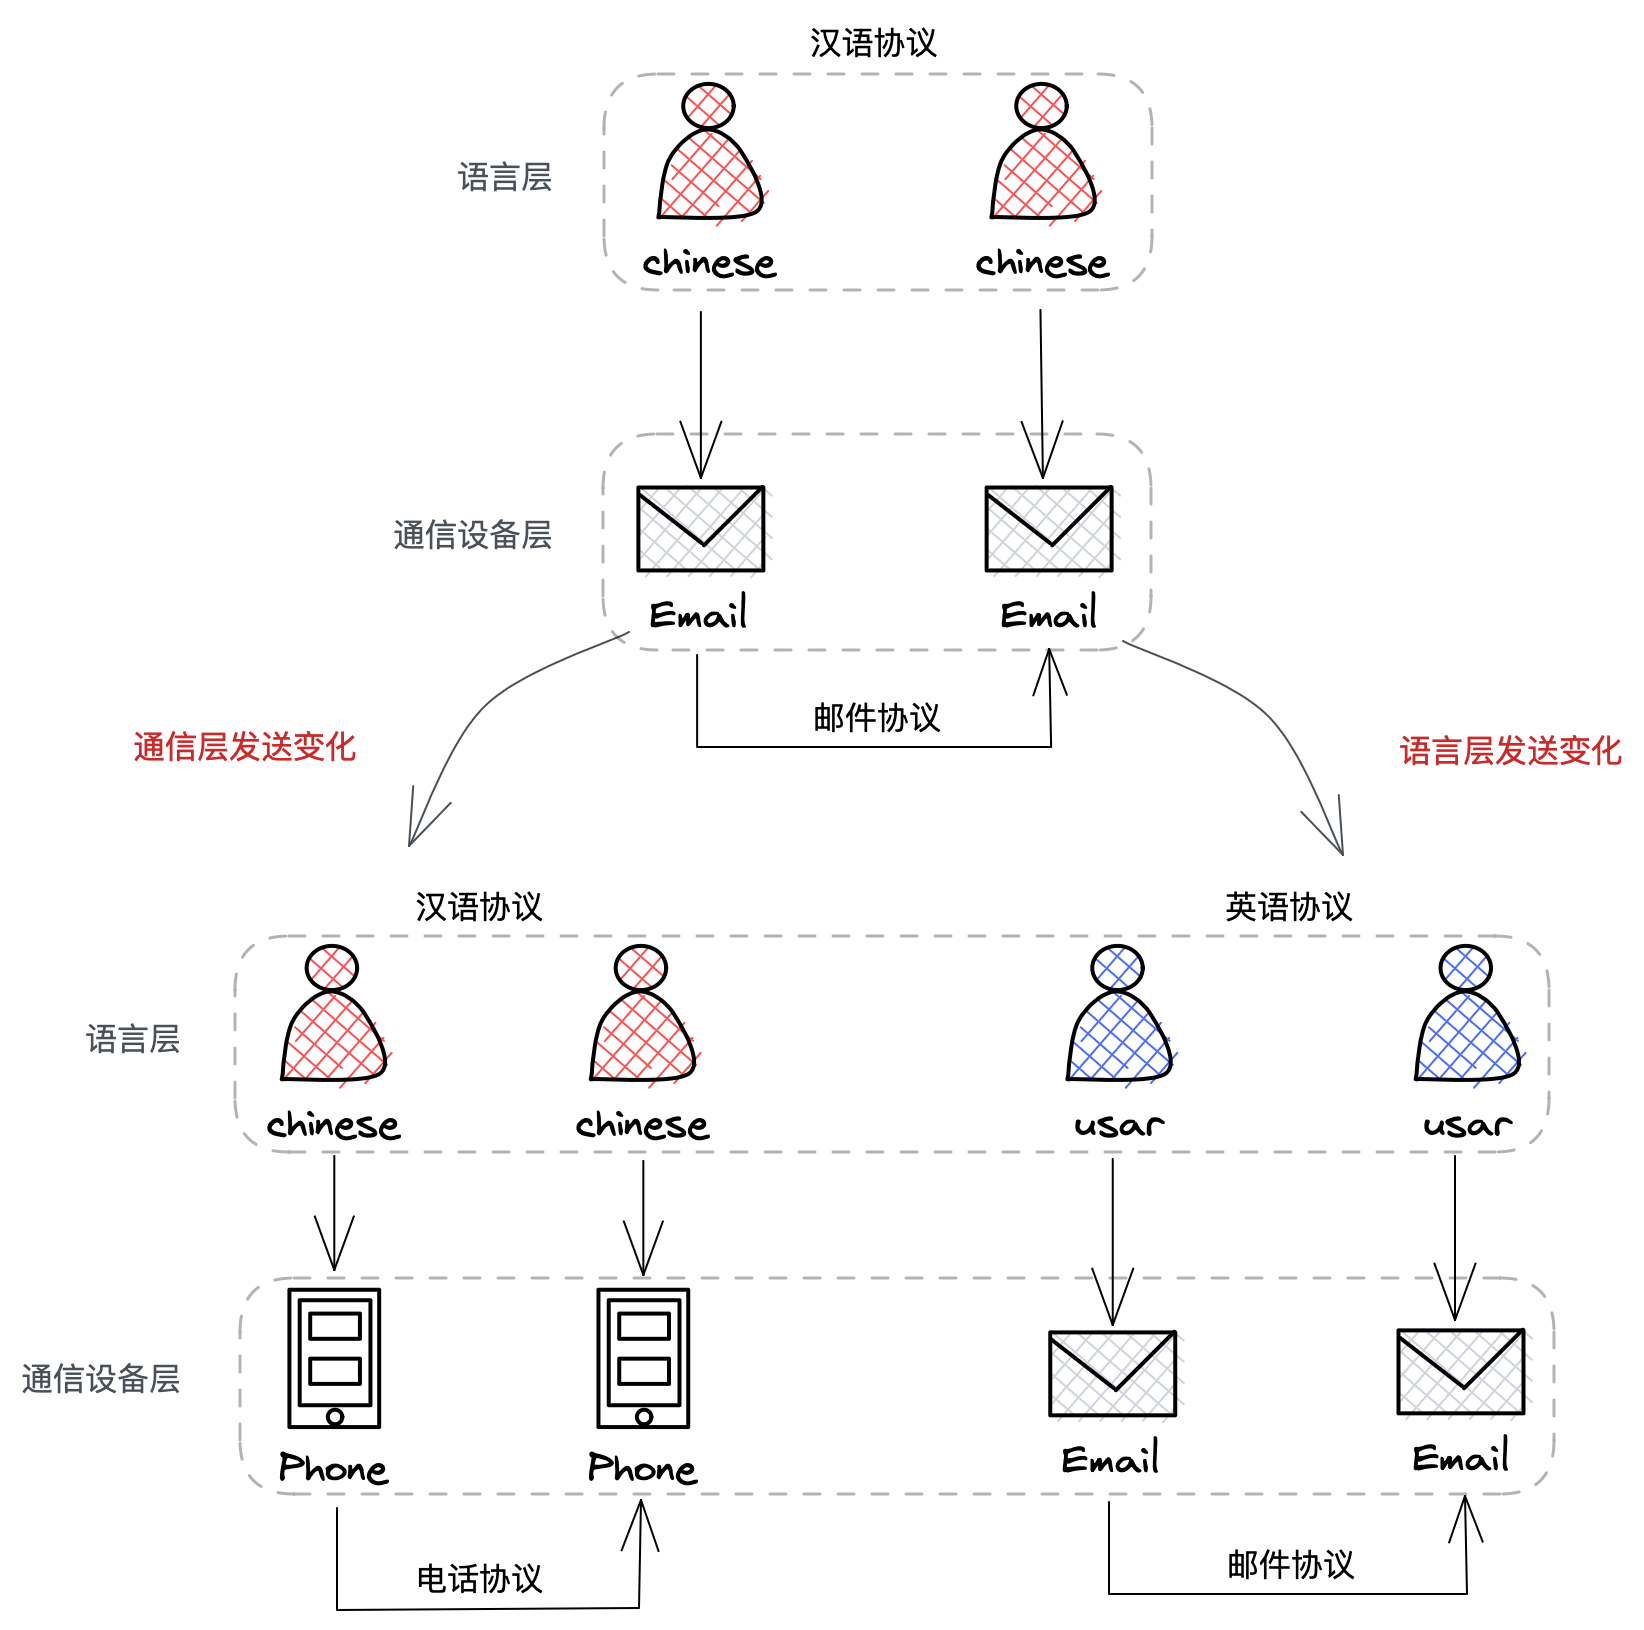 汉语协议
语言层
chinese
chinese
通信设备层
Email
Email
邮件协议
通信层发送变化
语言层发送变化
汉语协议
英语协议
语言层
chinese
chinese
usar
usar
通信设备层
Phone
Phone
Email
Email
电话协议
邮件协议